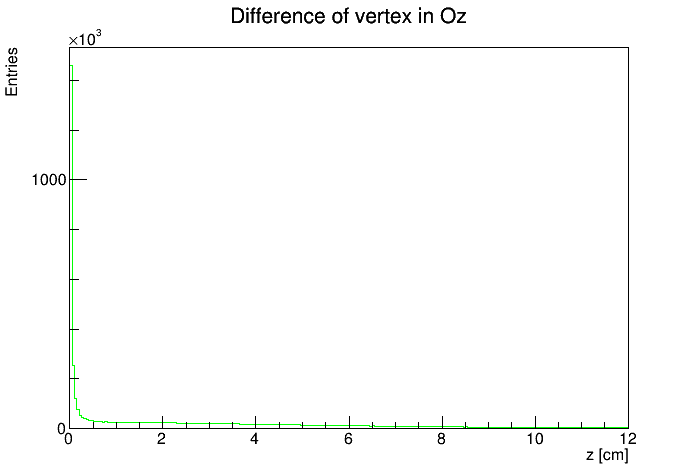 Difference of vertex in Oz
×10³
Entries
1000
0
0 2 4 6 8 10 12
z [cm]